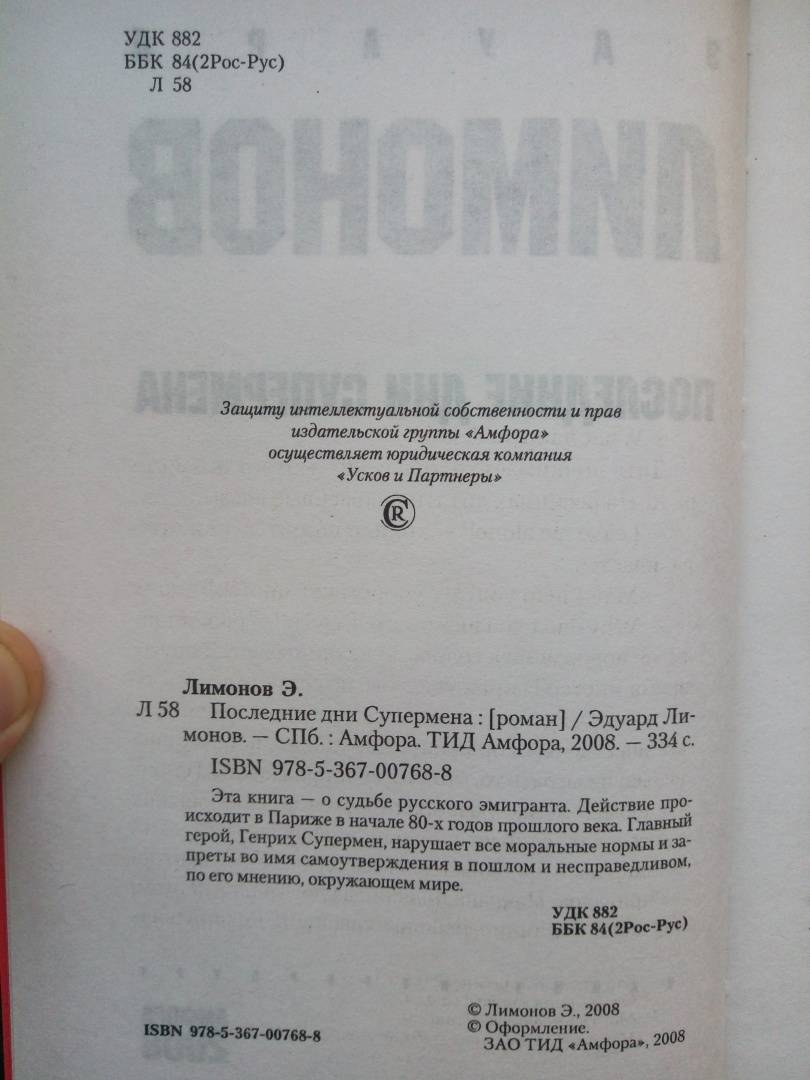 УДК 882
ББК 84(2Рос-Рус)
Л 58
ЛИМОНОВ
ПОСЛЕДНИЕ ДНИ СУПЕРМЕНА
Защиту интеллектуальной собственности и прав
издательской группы «Амфора»
осуществляет юридическая компания
«Усков и Партнеры»
Лимонов Э.
Л 58 Последние дни Супермена : [роман] / Эдуард Ли-
монов. — СПб. : Амфора. ТИД Амфора, 2008. — 334 с.
ISBN 978-5-367-00768-8
Эта книга — о судьбе русского эмигранта. Действие про-
исходит в Париже в начале 80-х годов прошлого века. Главный
герой, Генрих Супермен, нарушает все моральные нормы и за-
преты во имя самоутверждения в пошлом и несправедливом,
по его мнению, окружающем мире.
УДК 882
ББК 84(2Рос-Рус)
© Лимонов Э., 2008
© Оформление.
ISBN 978-5-367-00768-8 ЗАО ТИД «Амфора», 2008